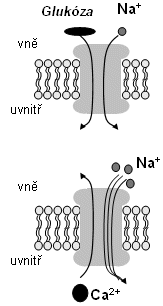 Glukóza Na+
vně
uvnitř
Na+
vně
uvnitř
Ca2+